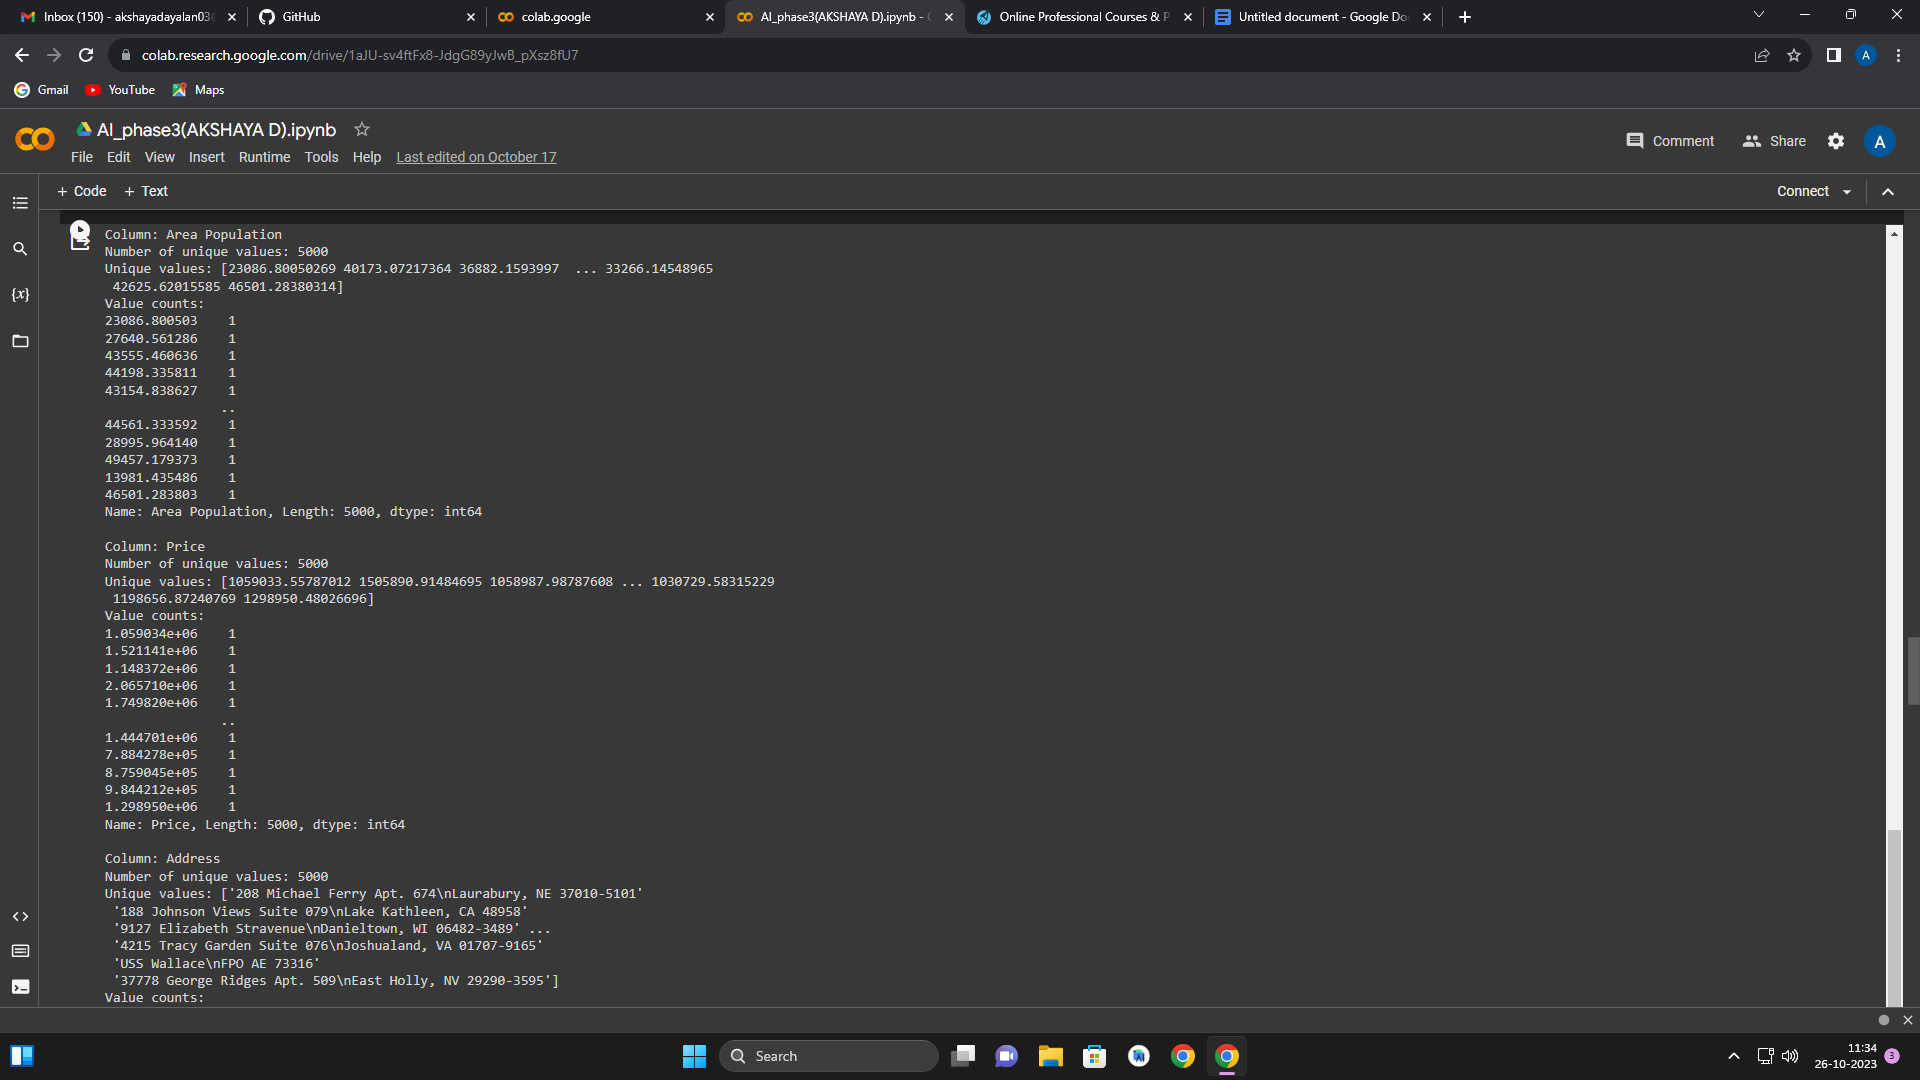 Inbox (150) - akshayadayalan03
GitHub
colab.google
AI_phase3(AKSHAYA D).ipynb -
Online Professional Courses & P
Untitled document - Google Do
colab.research.google.com/drive/1aJU-sv4ftFx8-JdgG89yJwB_pXsz8fU7
A
Gmail
YouTube
Maps
AI_phase3(AKSHAYA D).ipynb
File Edit View Insert Runtime Tools Help Last edited on October 17
Comment
Share
A
+ Code + Text
Connect
{x}
Column: Area Population
Number of unique values: 5000
Unique values: [23086.80050269 40173.07217364 36882.1593997 ... 33266.14548965
42625.62015585 46501.28380314]
Value counts:
23086.800503 1
27640.561286 1
43555.460636 1
44198.335811 1
43154.838627 1
..
44561.333592 1
28995.964140 1
49457.179373 1
13981.435486 1
46501.283803 1
Name: Area Population, Length: 5000, dtype: int64
Column: Price
Number of unique values: 5000
Unique values: [1059033.55787012 1505890.91484695 1058987.98787608 ... 1030729.58315229
1198656.87240769 1298950.48026696]
Value counts:
1.059034e+06 1
1.521141e+06 1
1.148372e+06 1
2.065710e+06 1
1.749820e+06 1
..
1.444701e+06 1
7.884278e+05 1
8.759045e+05 1
9.844212e+05 1
1.298950e+06 1
Name: Price, Length: 5000, dtype: int64
Column: Address
Number of unique values: 5000
Unique values: ['208 Michael Ferry Apt. 674\nLaurabury, NE 37010-5101'
'188 Johnson Views Suite 079\nLake Kathleen, CA 48958'
'9127 Elizabeth Stravenue\nDanieltown, WI 06482-3489' ...
'4215 Tracy Garden Suite 076\nJoshualand, VA 01707-9165'
'USS Wallace\nFPO AE 73316'
'37778 George Ridges Apt. 509\nEast Holly, NV 29290-3595']
Value counts:
Search
11:34
26-10-2023
3